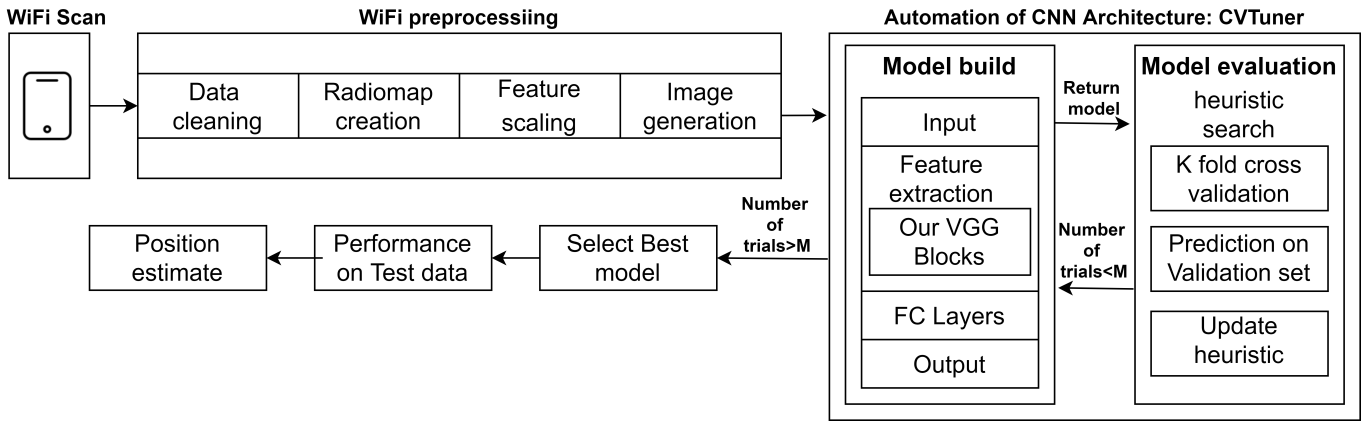 WiFi Scan
WiFi preprocessiing
Automation of CNN Architecture: CVTuner
Data
cleaning
Radiomap
creation
Feature
scaling
Image
generation
Model build
Input
Feature
extraction
Our VGG
Blocks
FC Layers
Output
Return
model
Model evaluation
heuristic
search
K fold cross
validation
Prediction on
Validation set
Update
heuristic
Number
of
trials<M
Number
of
trials>M
Select Best
model
Performance
on Test data
Position
estimate